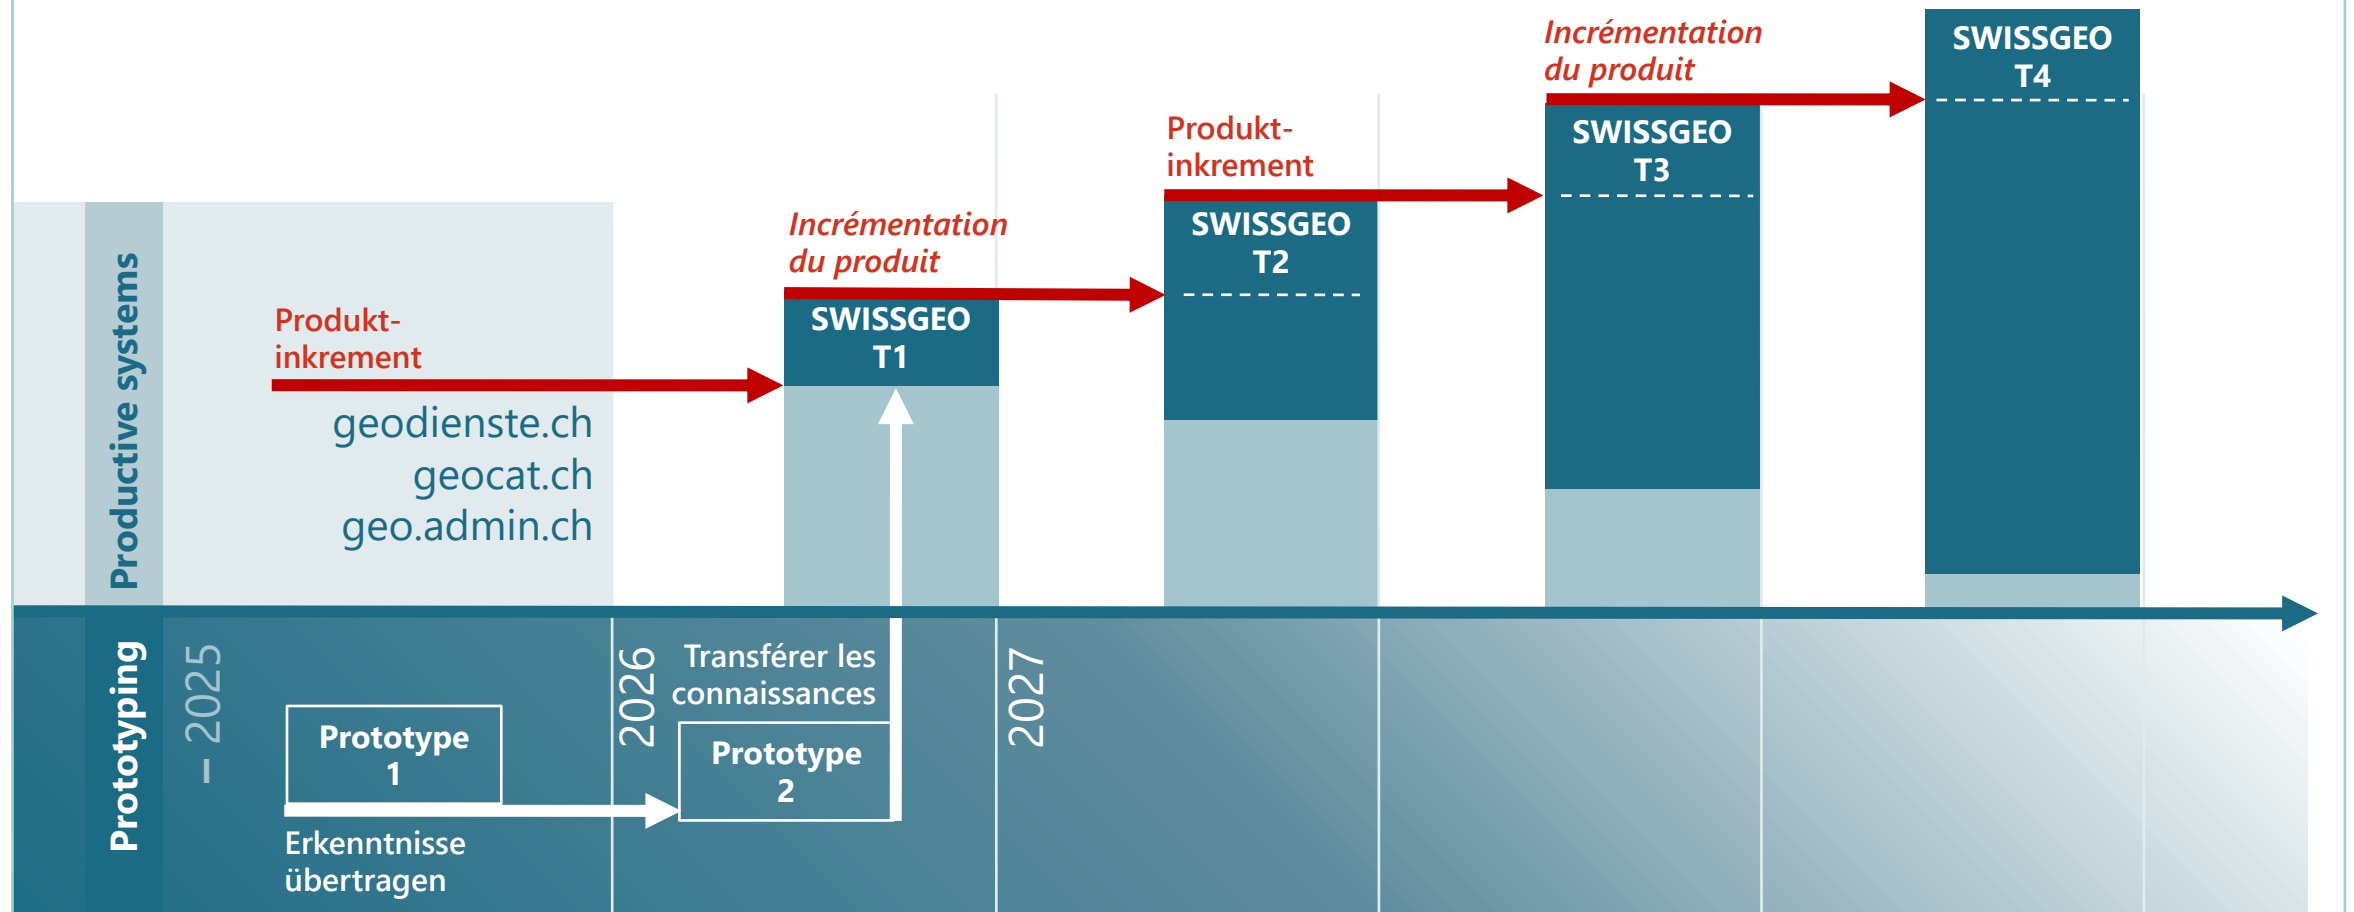 Productive systems
Produkt-
inkrement
geodienste.ch
geocat.ch
geo.admin.ch
Incrémentation
du produit
SWISSGEO
T1
Produkt-
inkrement
SWISSGEO
T2
Incrémentation
du produit
SWISSGEO
T3
SWISSGEO
T4
Prototyping
– 2025
Prototype
1
Erkenntnisse
übertragen
2026
Transférer les
connaissances
Prototype
2
2027